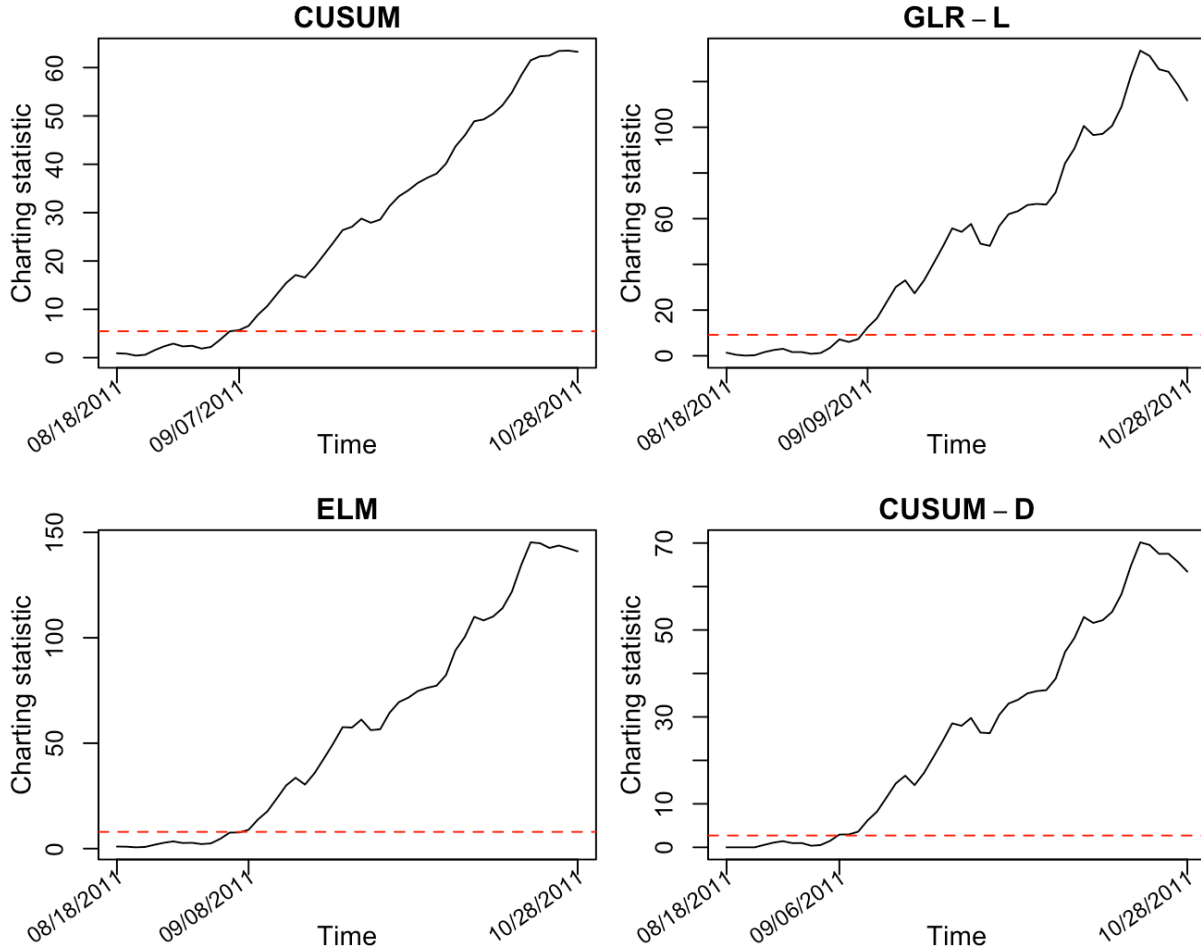 CUSUM
Charting statistic
60
50
40
30
20
10
0
08/18/2011
09/07/2011
10/28/2011
Time
GLR – L
Charting statistic
100
60
20
0
08/18/2011
09/09/2011
10/28/2011
Time
ELM
Charting statistic
150
100
50
0
08/18/2011
09/08/2011
10/28/2011
Time
CUSUM – D
Charting statistic
70
50
30
10
0
08/18/2011
09/06/2011
10/28/2011
Time